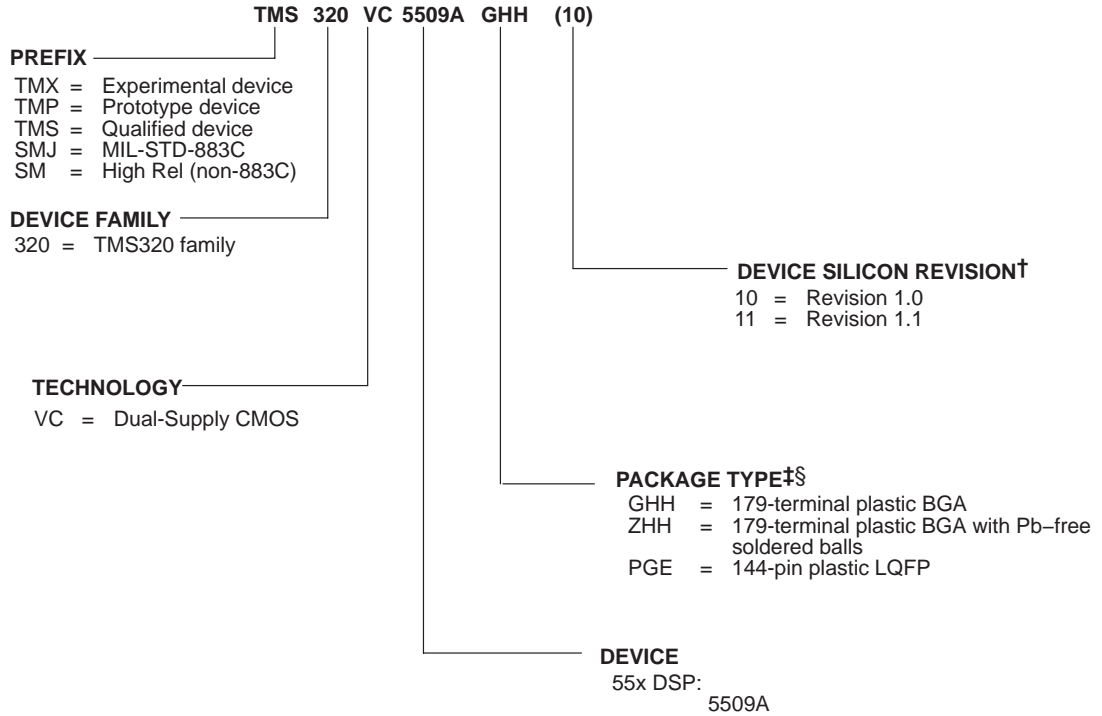 TMS 320 VC 5509A GHH (10)
PREFIX
TMX = Experimental device
TMP = Prototype device
TMS = Qualified device
SMJ = MIL-STD-883C
SM = High Rel (non-883C)
DEVICE FAMILY
320 = TMS320 family
DEVICE SILICON REVISION†
10 = Revision 1.0
11 = Revision 1.1
TECHNOLOGY
VC = Dual-Supply CMOS
PACKAGE TYPE‡§
GHH = 179-terminal plastic BGA
ZHH = 179-terminal plastic BGA with Pb−free
soldered balls
PGE = 144-pin plastic LQFP
DEVICE
55x DSP:
5509A